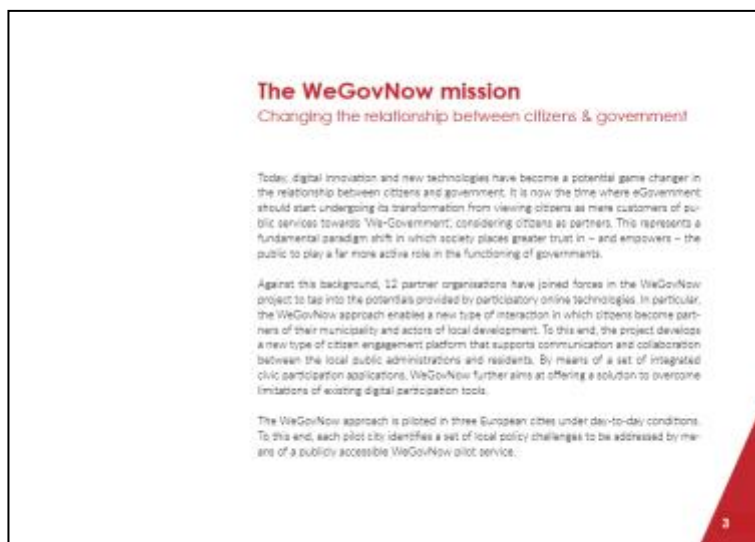 The WeGovNow mission
Changing the relationship between citizens & government
Today, digital innovation and new technologies have become a potential game changer in
the relationship between citizens and government. It is now the time where eGovernment
should start undergoing its transformation from viewing citizens as mere customers of pu-
blic services towards 'We-Government', considering citizens as partners. This represents a
fundamental paradigm shift in which society places greater trust in – and empowers – the
public to play a far more active role in the functioning of governments.
Against this background, 12 partner organisations have joined forces in the WeGovNow
project to tap into the potentials provided by participatory online technologies. In particular,
the WeGovNow approach enables a new type of interaction in which citizens become part-
ners of their municipality and actors of local development. To this end, the project develops
a new type of citizen engagement platform that supports communication and collaboration
between the local public administrations and residents. By means of a set of integrated
civic participation applications, WeGovNow further aims at offering a solution to overcome
limitations of existing digital participation tools.
The WeGovNow approach is piloted in three European cities under day-to-day conditions.
To this end, each pilot city identifies a set of local policy challenges to be addressed by me-
ans of a publicly accessible WeGovNow pilot service.
3